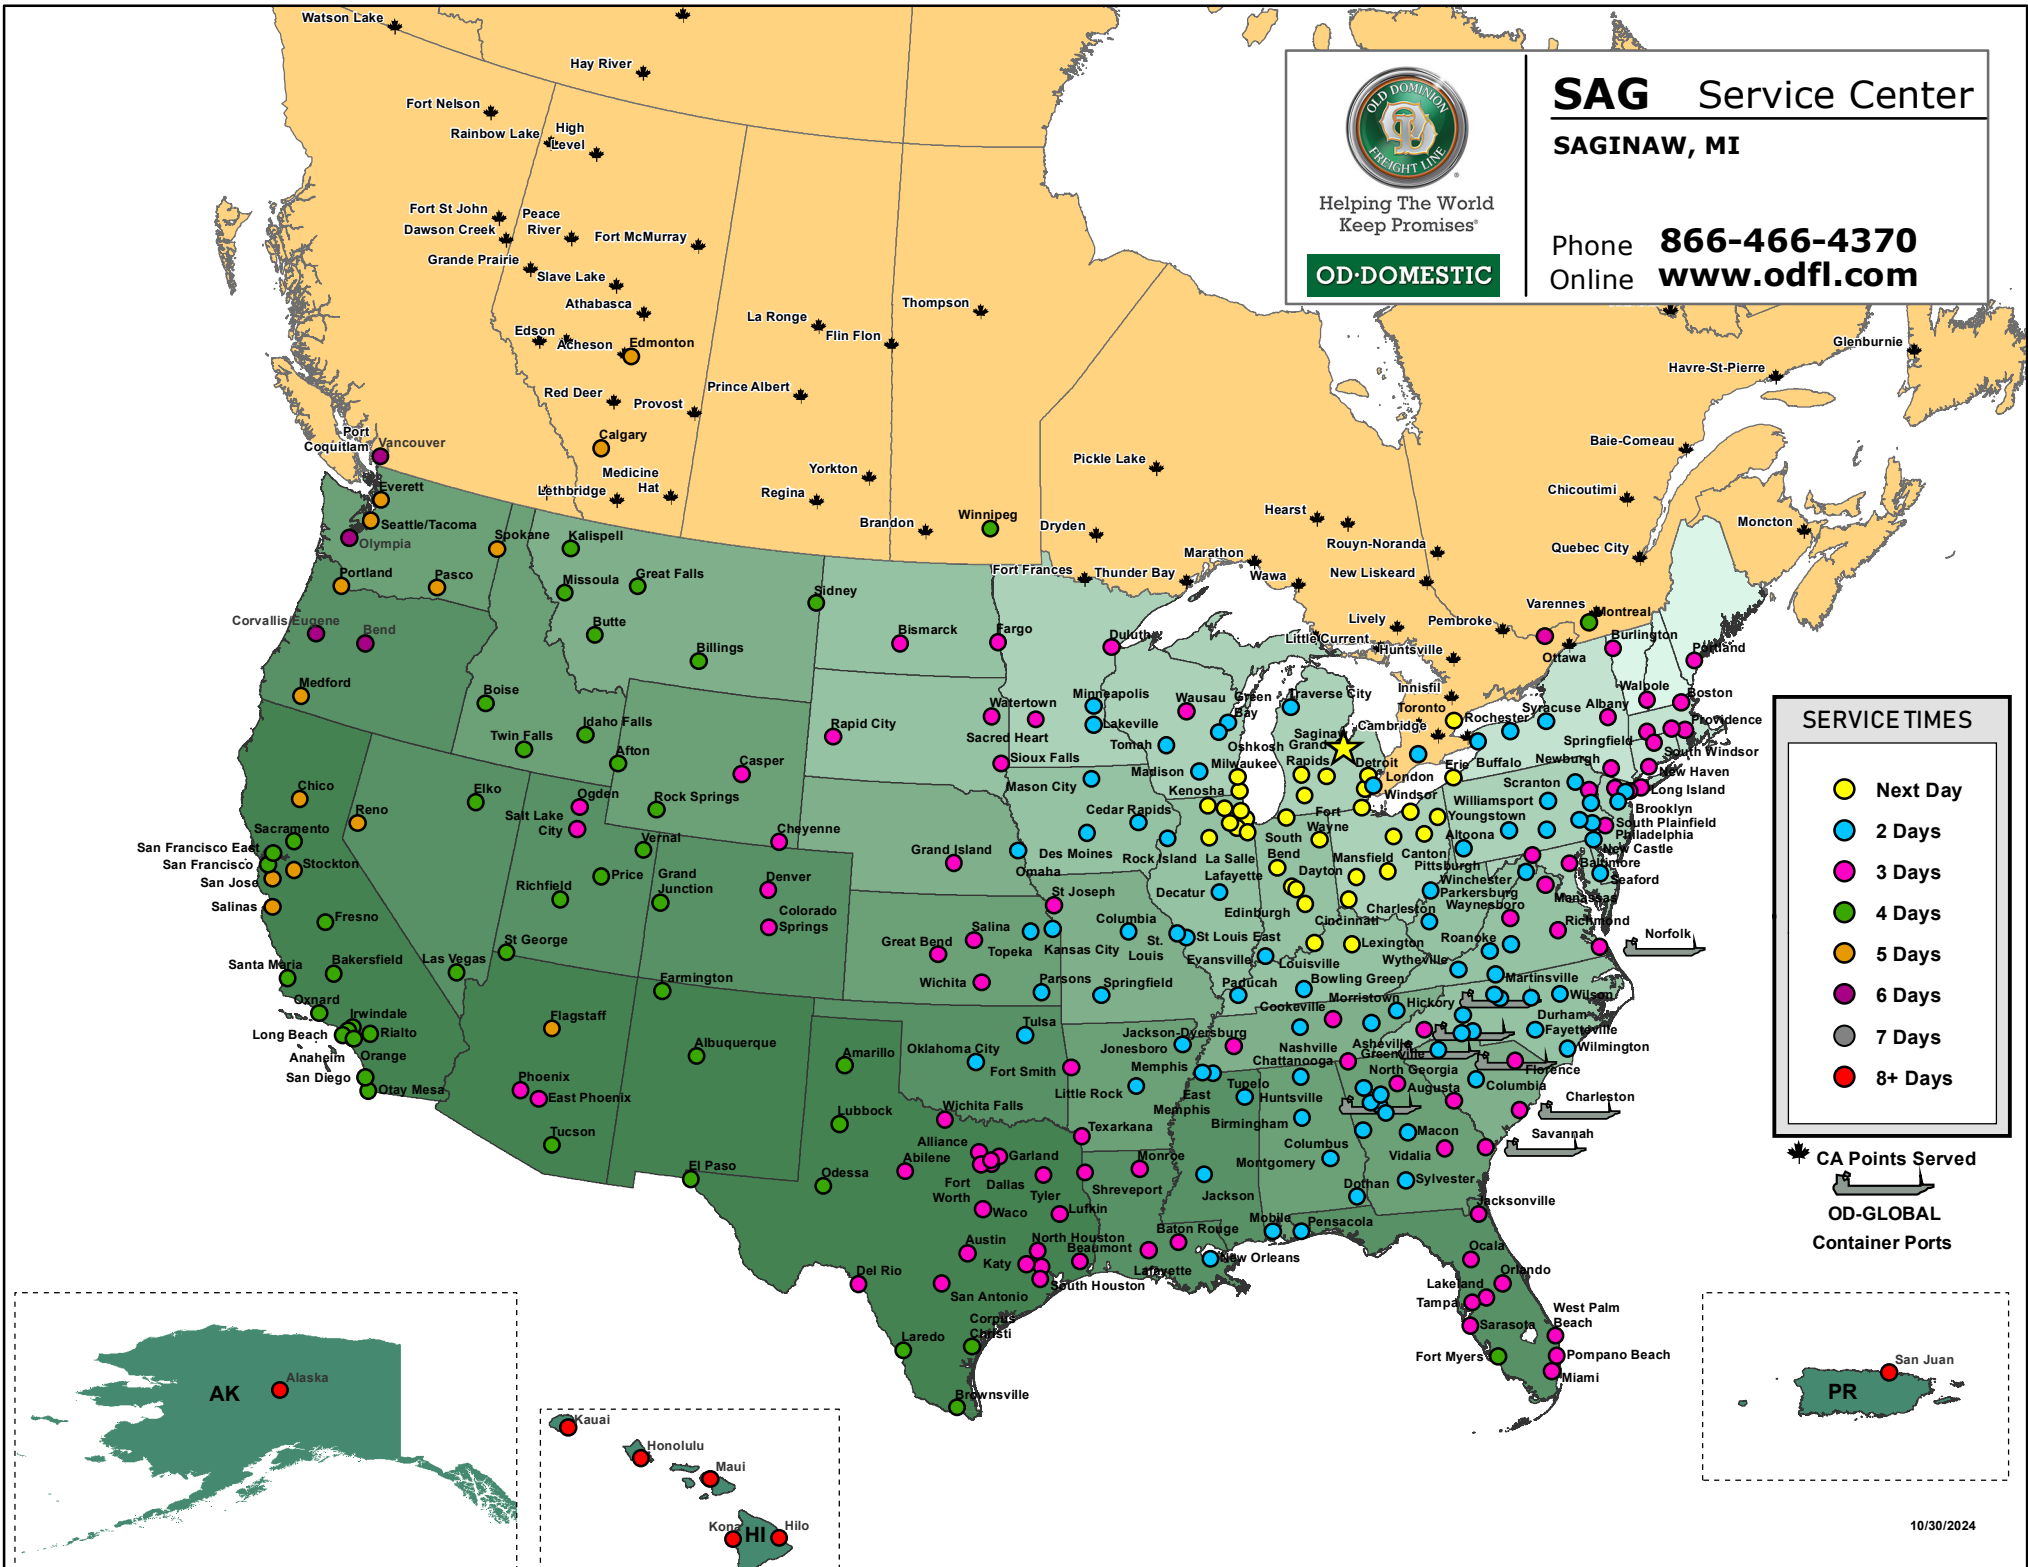 Watson Lake
Hay River
Fort Nelson
Rainbow Lake
High
Level
Fort St John
Dawson Creek
Peace
River
Fort McMurray
Grande Prairie
Slave Lake
Athabasca
Edson
Acheson
Edmonton
La Ronge
Flin Flon
Thompson
Red Deer
Provost
Prince Albert
Calgary
Port
Coquitlam
Vancouver
Medicine
Hat
Lethbridge
Yorkton
Regina
Brandon
Winnipeg
Pickle Lake
Dryden
Hearst
Marathon
Rouyn-Noranda
Fort Frances
Thunder Bay
Wawa
New Liskeard
Lively
Pembroke
Little Current
Huntsville
Innisfil
Toronto
Cambridge
Glenburnie
Havre-St-Pierre
Baie-Comeau
Chicoutimi
Moncton
Quebec City
Varennes
Montreal
Ottawa
OLD DOMINION
FREIGHT LINE
Helping The World
Keep Promises®
OD·DOMESTIC
SAG Service Center
SAGINAW, MI
Phone 866-466-4370
Online www.odfl.com
Everett
Seattle/Tacoma
Olympia
Spokane
Kalispell
Portland
Pasco
Missoula
Great Falls
Sidney
Corvallis/Eugene
Bend
Butte
Billings
Bismarck
Fargo
Duluth
Medford
Boise
Idaho Falls
Twin Falls
Afton
Rapid City
Watertown
Sacred Heart
Sioux Falls
Minneapolis
Lakeville
Wausau
Green
Bay
Traverse City
Tomah
Oshkosh
Saginaw
Grand
Rapids
Detroit
Milwaukee
Madison
Kenosha
London
Windsor
Erie
Buffalo
Rochester
Syracuse
Albany
Burlington
Portland
Walpole
Boston
Providence
Springfield
South Windsor
Newburgh
New Haven
Scranton
Long Island
Williamsport
Brooklyn
South Plainfield
Philadelphia
New Castle
Youngstown
Altoona
Baltimore
Seaford
Chico
Reno
Elko
Ogden
Salt Lake
City
Rock Springs
Casper
Cheyenne
Mason City
Cedar Rapids
Des Moines
Rock Island
Grand Island
Omaha
La Salle
South
Bend
Fort
Wayne
Mansfield
Canton
Pittsburgh
Sacramento
San Francisco East
San Francisco
Stockton
San Jose
Salinas
Fresno
Vernal
Price
Richfield
Grand
Junction
Denver
Colorado
Springs
St Joseph
Columbia
Decatur
Lafayette
Dayton
Edinburgh
Cincinnati
Charleston
Parkersburg
Winchester
Waynesboro
Manassas
Richmond
Norfolk
Roanoke
St George
Great Bend
Salina
Topeka
Kansas City
St.
Louis
St Louis East
Evansville
Louisville
Lexington
Wytheville
Martinsville
Santa Maria
Bakersfield
Las Vegas
Farmington
Wichita
Parsons
Springfield
Paducah
Bowling Green
Cookeville
Morristown
Hickory
Wilson
Durham
Fayetteville
Wilmington
Oxnard
Irwindale
Long Beach
Rialto
Anaheim
Orange
San Diego
Otay Mesa
Flagstaff
Albuquerque
Amarillo
Oklahoma City
Tulsa
Jackson-Dyersburg
Jonesboro
Nashville
Asheville
Greenville
Chattanooga
Fort Smith
Memphis
North Georgia
Augusta
Florence
Columbia
Phoenix
East Phoenix
Tucson
Lubbock
Wichita Falls
Little Rock
East
Memphis
Tupelo
Huntsville
Birmingham
Charleston
Savannah
Texarkana
Macon
Columbus
Vidalia
Alliance
Abilene
Garland
Monroe
Montgomery
El Paso
Odessa
Fort
Worth
Dallas
Tyler
Shreveport
Jackson
Dothan
Sylvester
Waco
Lufkin
Jacksonville
Mobile
Pensacola
Baton Rouge
Austin
North Houston
Beaumont
Katy
Lafayette
New Orleans
Del Rio
San Antonio
South Houston
Ocala
Orlando
Lakeland
Tampa
Sarasota
West Palm
Beach
Fort Myers
Pompano Beach
Miami
Corpus
Christi
Laredo
Brownsville
SERVICE TIMES
Next Day
2 Days
3 Days
4 Days
5 Days
6 Days
7 Days
8+ Days
CA Points Served
OD-GLOBAL
Container Ports
AK
Alaska
Kauai
Honolulu
Maui
Kona
HI
Hilo
San Juan
PR
10/30/2024